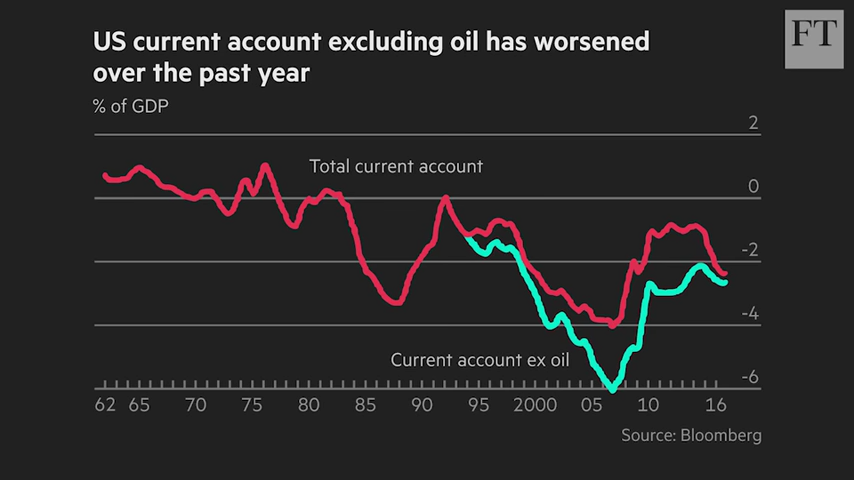 US current account excluding oil has worsened
over the past year
FT
% of GDP
2
Total current account
0
-2
-4
Current account ex oil
-6
62 65 70 75 80 85 90 95 2000 05 10 16
Source: Bloomberg